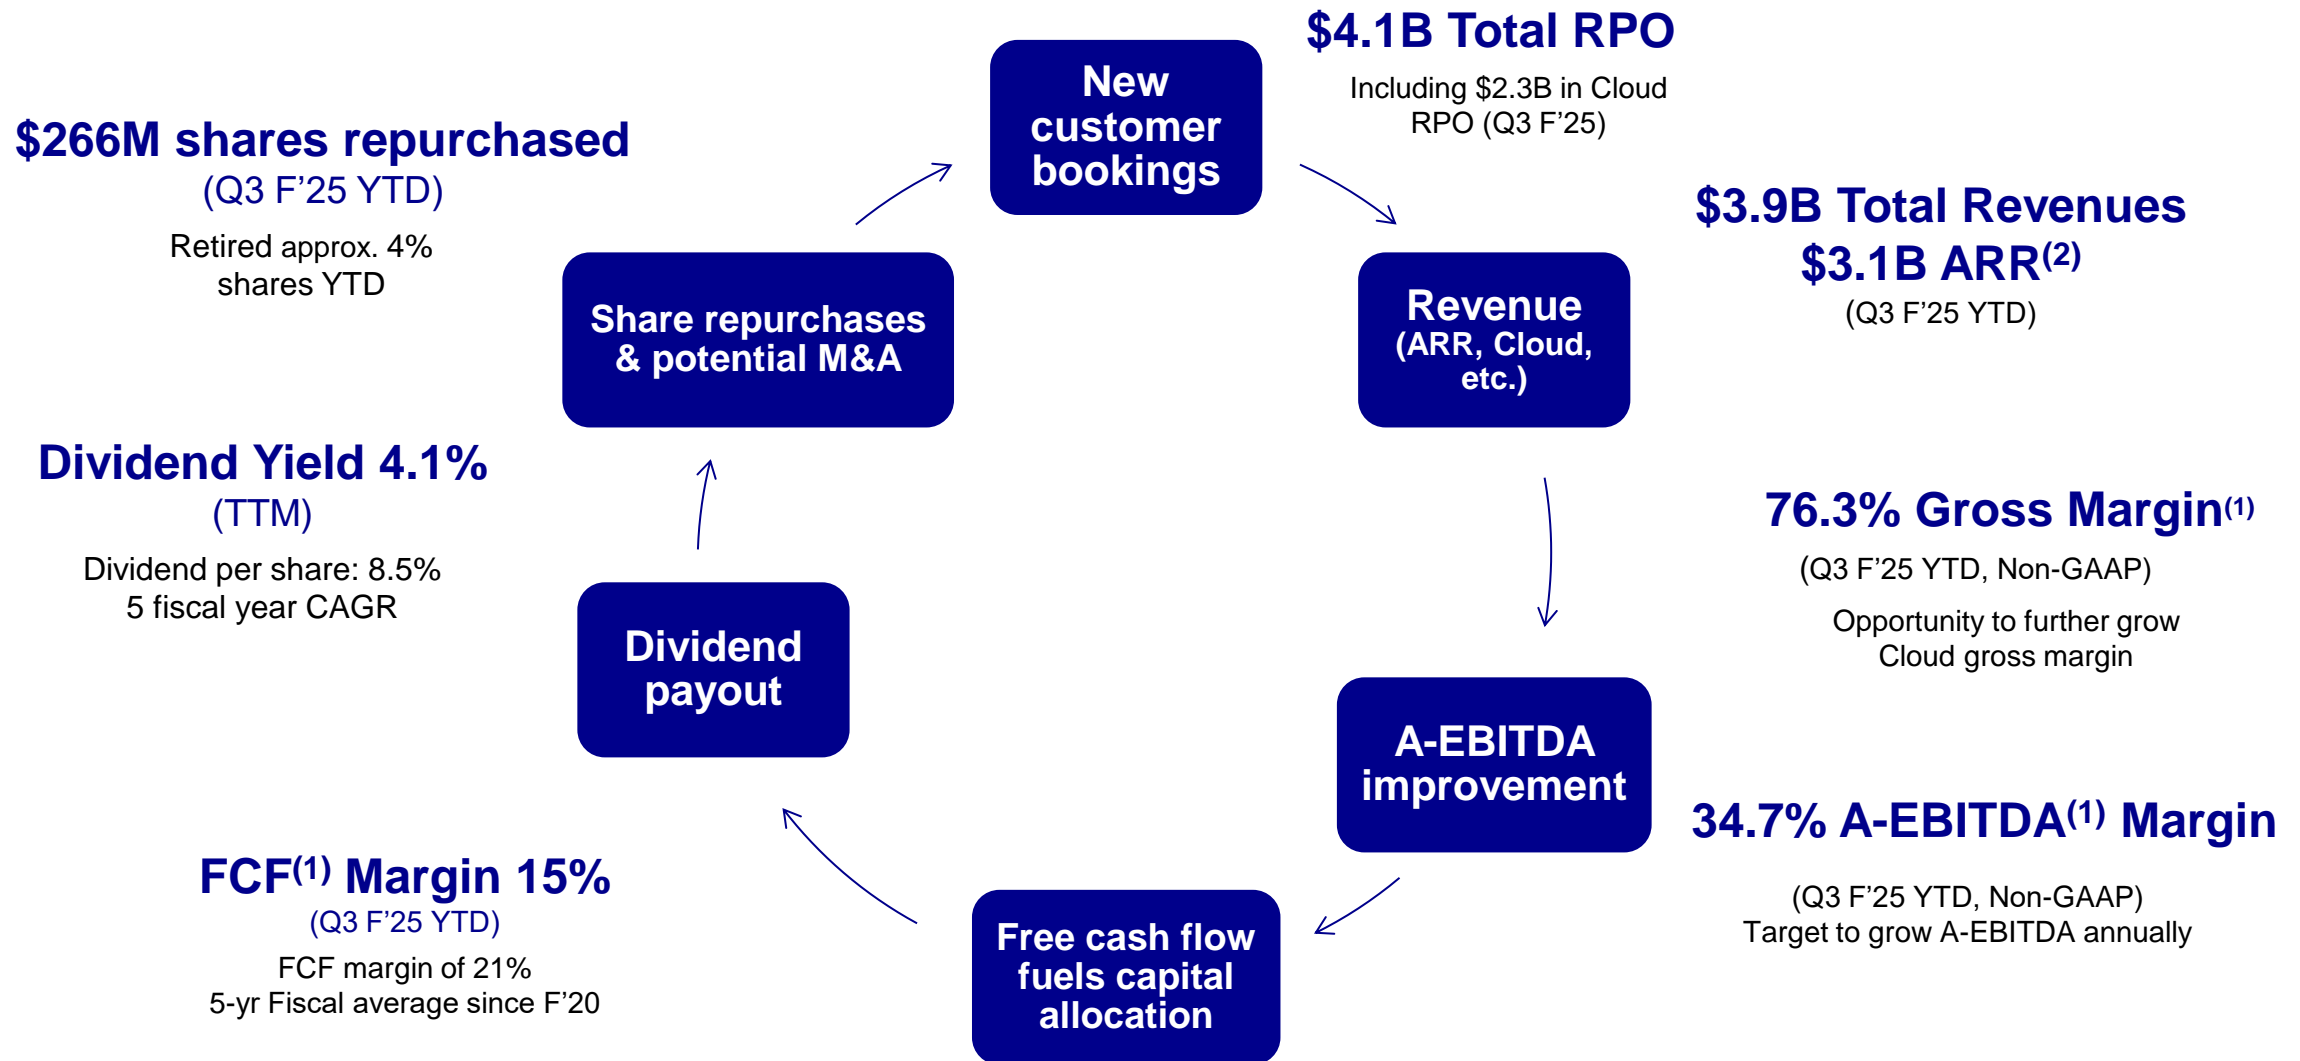 New
customer
bookings
$4.1B Total RPO
Including $2.3B in Cloud
RPO (Q3 F’25)
Revenue
(ARR, Cloud,
etc.)
$3.9B Total Revenues
$3.1B ARR(2)
(Q3 F’25 YTD)
76.3% Gross Margin(1)
(Q3 F’25 YTD, Non-GAAP)
Opportunity to further grow
Cloud gross margin
A-EBITDA
improvement
34.7% A-EBITDA(1) Margin
(Q3 F’25 YTD, Non-GAAP)
Target to grow A-EBITDA annually
Free cash flow
fuels capital
allocation
FCF(1) Margin 15%
(Q3 F’25 YTD)
FCF margin of 21%
5-yr Fiscal average since F’20
Dividend
payout
Dividend Yield 4.1%
(TTM)
Dividend per share: 8.5%
5 fiscal year CAGR
Share repurchases
& potential M&A
$266M shares repurchased
(Q3 F’25 YTD)
Retired approx. 4%
shares YTD